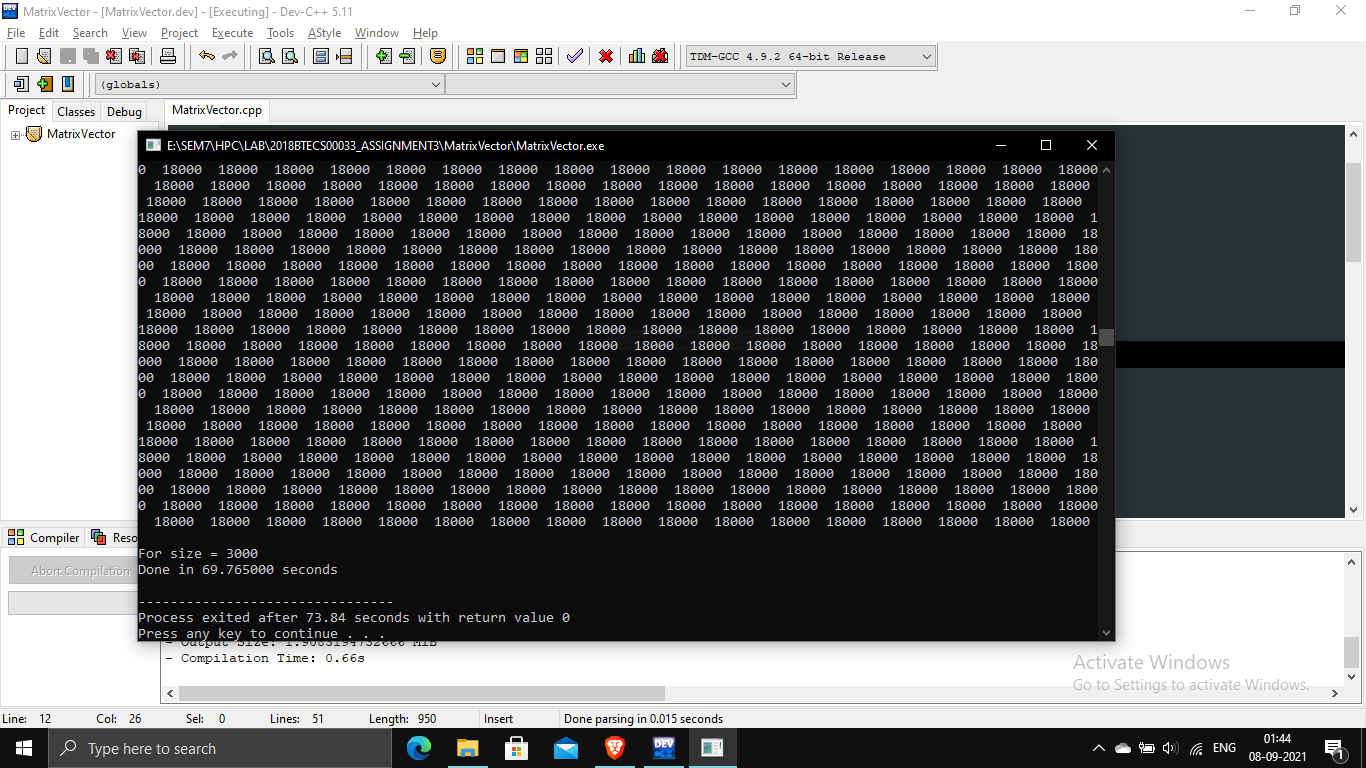 MatrixVector - [MatrixVector.dev] - [Executing] - Dev-C++ 5.11
File Edit Search View Project Execute Tools AStyle Window Help
TDM-GCC 4.9.2 64-bit Release
(globals)
Project Classes Debug MatrixVector.cpp
MatrixVector
E:\SEM7\HPC\LAB\2018BTECS00033_ASSIGNMENT3\MatrixVector\MatrixVector.exe
0 18000 18000 18000 18000 18000 18000 18000 18000 18000 18000 18000 18000 18000 18000 18000 18000 18000
18000 18000 18000 18000 18000 18000 18000 18000 18000 18000 18000 18000 18000 18000 18000 18000 18000
18000 18000 18000 18000 18000 18000 18000 18000 18000 18000 18000 18000 18000 18000 18000 18000 18000
18000 18000 18000 18000 18000 18000 18000 18000 18000 18000 18000 18000 18000 18000 18000 18000 18000 1
8000 18000 18000 18000 18000 18000 18000 18000 18000 18000 18000 18000 18000 18000 18000 18000 18000 18
000 18000 18000 18000 18000 18000 18000 18000 18000 18000 18000 18000 18000 18000 18000 18000 18000 180
00 18000 18000 18000 18000 18000 18000 18000 18000 18000 18000 18000 18000 18000 18000 18000 18000 1800
0 18000 18000 18000 18000 18000 18000 18000 18000 18000 18000 18000 18000 18000 18000 18000 18000 18000
18000 18000 18000 18000 18000 18000 18000 18000 18000 18000 18000 18000 18000 18000 18000 18000 18000
18000 18000 18000 18000 18000 18000 18000 18000 18000 18000 18000 18000 18000 18000 18000 18000 18000
18000 18000 18000 18000 18000 18000 18000 18000 18000 18000 18000 18000 18000 18000 18000 18000 18000 1
8000 18000 18000 18000 18000 18000 18000 18000 18000 18000 18000 18000 18000 18000 18000 18000 18000 18
000 18000 18000 18000 18000 18000 18000 18000 18000 18000 18000 18000 18000 18000 18000 18000 18000 180
00 18000 18000 18000 18000 18000 18000 18000 18000 18000 18000 18000 18000 18000 18000 18000 18000 1800
0 18000 18000 18000 18000 18000 18000 18000 18000 18000 18000 18000 18000 18000 18000 18000 18000 18000
18000 18000 18000 18000 18000 18000 18000 18000 18000 18000 18000 18000 18000 18000 18000 18000 18000
18000 18000 18000 18000 18000 18000 18000 18000 18000 18000 18000 18000 18000 18000 18000 18000 18000
18000 18000 18000 18000 18000 18000 18000 18000 18000 18000 18000 18000 18000 18000 18000 18000 18000 1
8000 18000 18000 18000 18000 18000 18000 18000 18000 18000 18000 18000 18000 18000 18000 18000 18000 18
000 18000 18000 18000 18000 18000 18000 18000 18000 18000 18000 18000 18000 18000 18000 18000 18000 180
00 18000 18000 18000 18000 18000 18000 18000 18000 18000 18000 18000 18000 18000 18000 18000 18000 1800
0 18000 18000 18000 18000 18000 18000 18000 18000 18000 18000 18000 18000 18000 18000 18000 18000 18000
18000 18000 18000 18000 18000 18000 18000 18000 18000 18000 18000 18000 18000 18000 18000 18000 18000
For size = 3000
Done in 69.765000 seconds
--------------------------------
Process exited after 73.84 seconds with return value 0
Press any key to continue . . .
Compiler Reso
Abort Compilation
- Output Size: 1.9083194732666 MiB
- Compilation Time: 0.66s
Activate Windows
Go to Settings to activate Windows.
Line: 12 Col: 26 Sel: 0 Lines: 51 Length: 950 Insert Done parsing in 0.015 seconds
Type here to search
DEV
ENG
01:44
08-09-2021
1